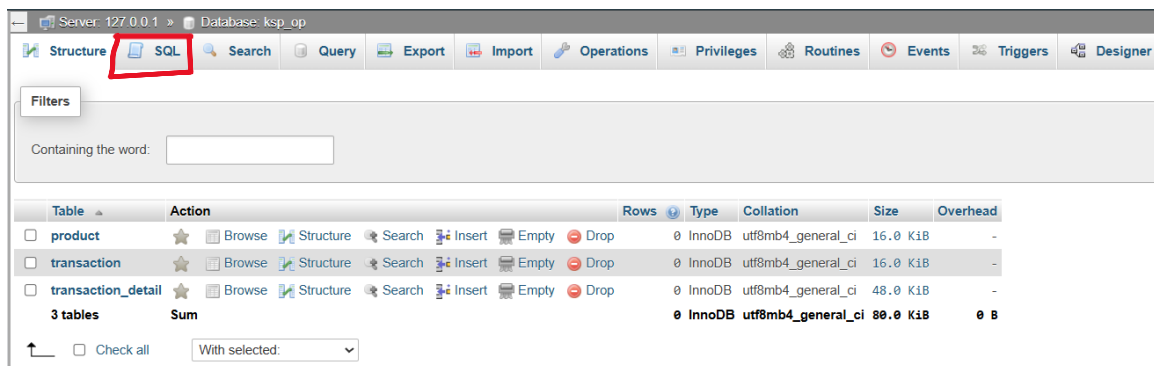 Server: 127.0.0.1 » Database: ksp_op
Structure SQL Search Query Export Import Operations Privileges Routines Events Triggers Designer
Filters
Containing the word:
Table Action Rows Type Collation Size Overhead
product Browse Structure Search Insert Empty Drop 0 InnoDB utf8mb4_general_ci 16.0 KiB -
transaction Browse Structure Search Insert Empty Drop 0 InnoDB utf8mb4_general_ci 16.0 KiB -
transaction_detail Browse Structure Search Insert Empty Drop 0 InnoDB utf8mb4_general_ci 48.0 KiB -
3 tables Sum 0 InnoDB utf8mb4_general_ci 80.0 KiB 0 B
Check all With selected: